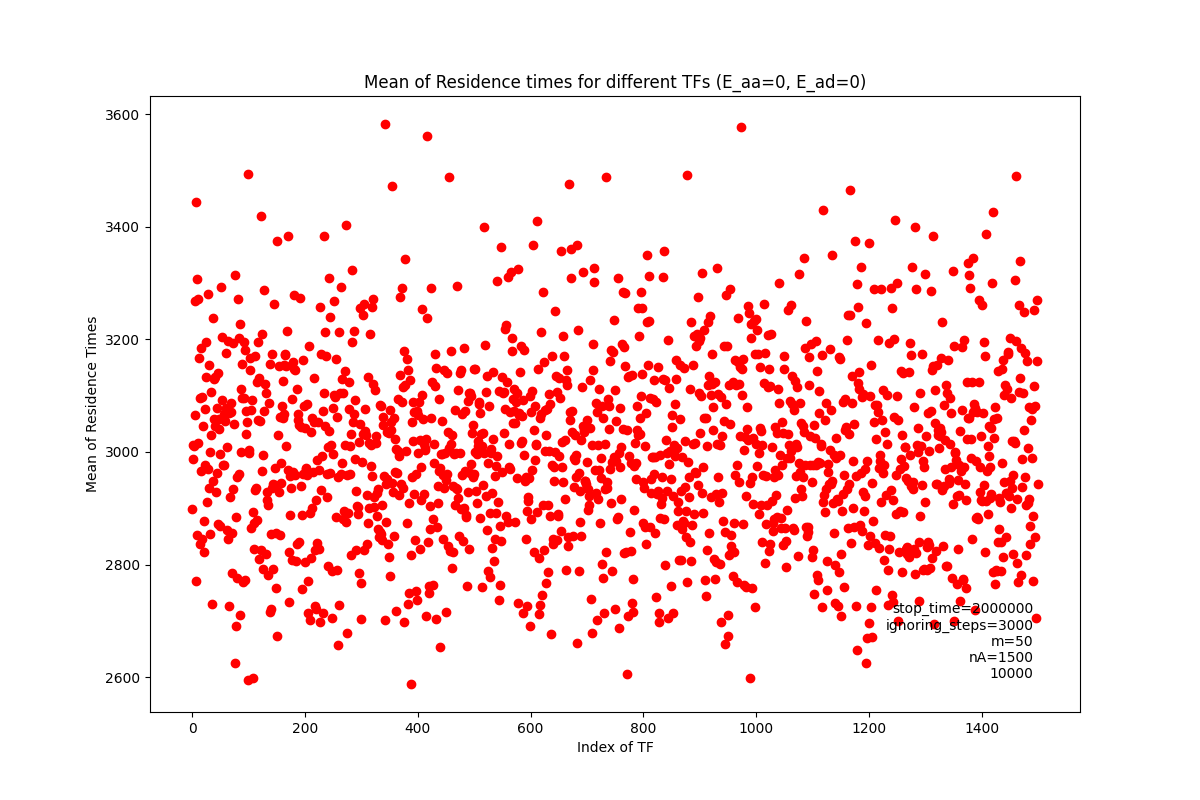 Mean of Residence times for different TFs (E_aa=0, E_ad=0)
3600
3400
3200
3000
2800
2600
Mean of Residence Times
stop_time=2000000
ignoring_steps=3000
m=50
nA=1500
10000
0 200 400 600 800 1000 1200 1400
Index of TF